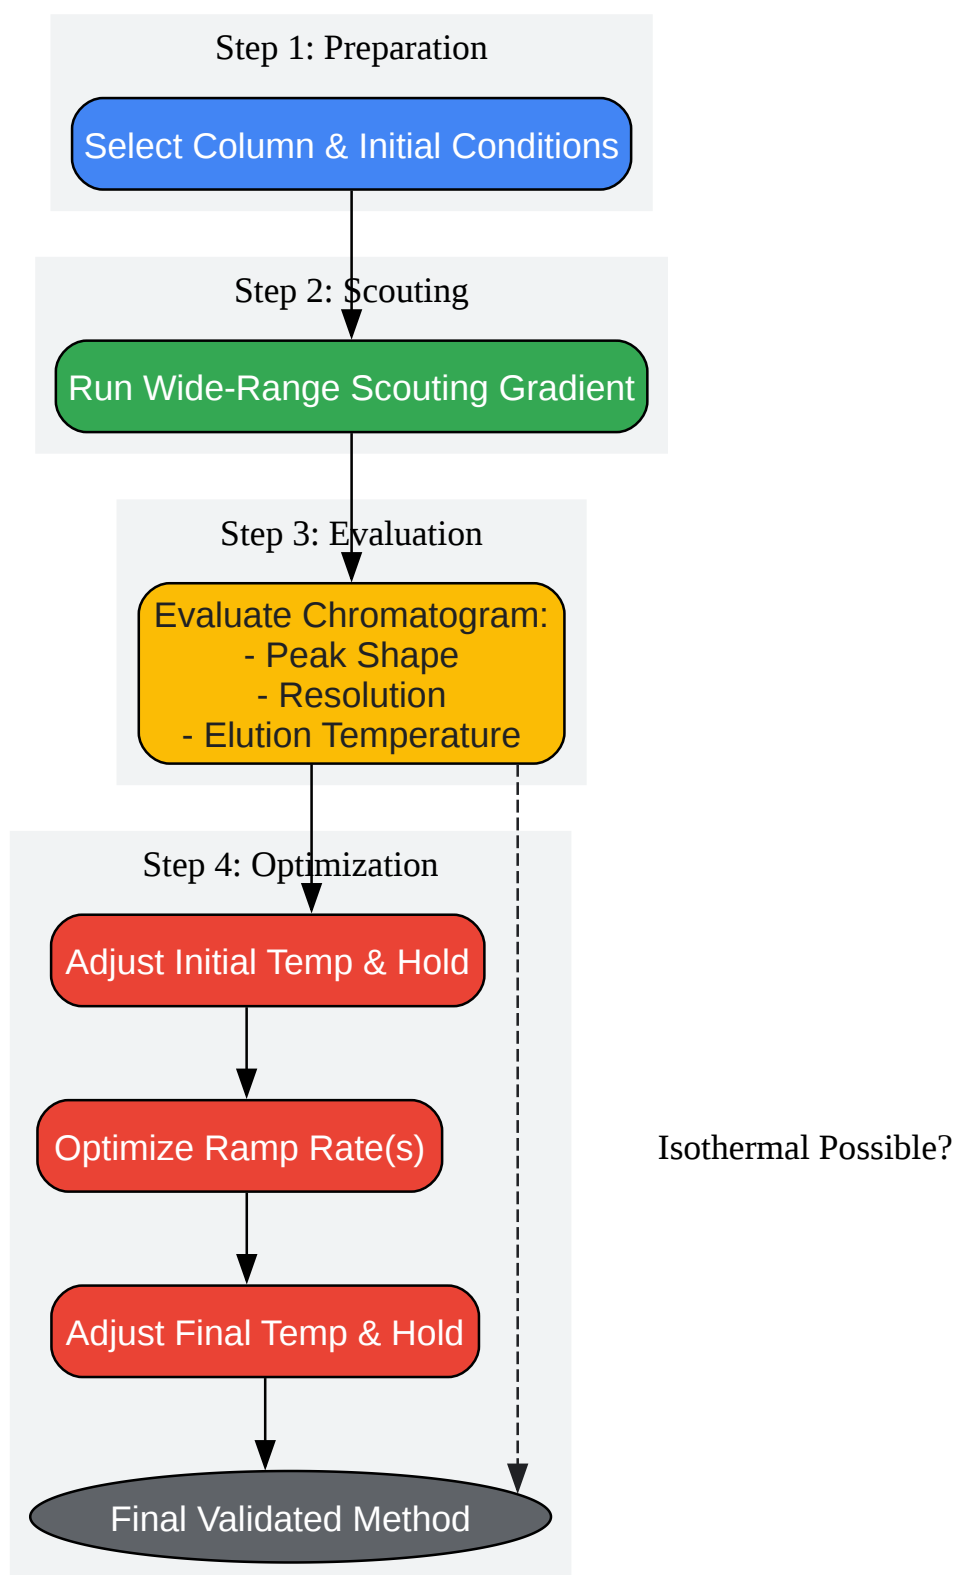 Step 1: Preparation
Select Column & Initial Conditions
Step 2: Scouting
Run Wide-Range Scouting Gradient
Step 3: Evaluation
Evaluate Chromatogram:
- Peak Shape
- Resolution
- Elution Temperature
Step 4: Optimization
Adjust Initial Temp & Hold
Optimize Ramp Rate(s)
Isothermal Possible?
Adjust Final Temp & Hold
Final Validated Method